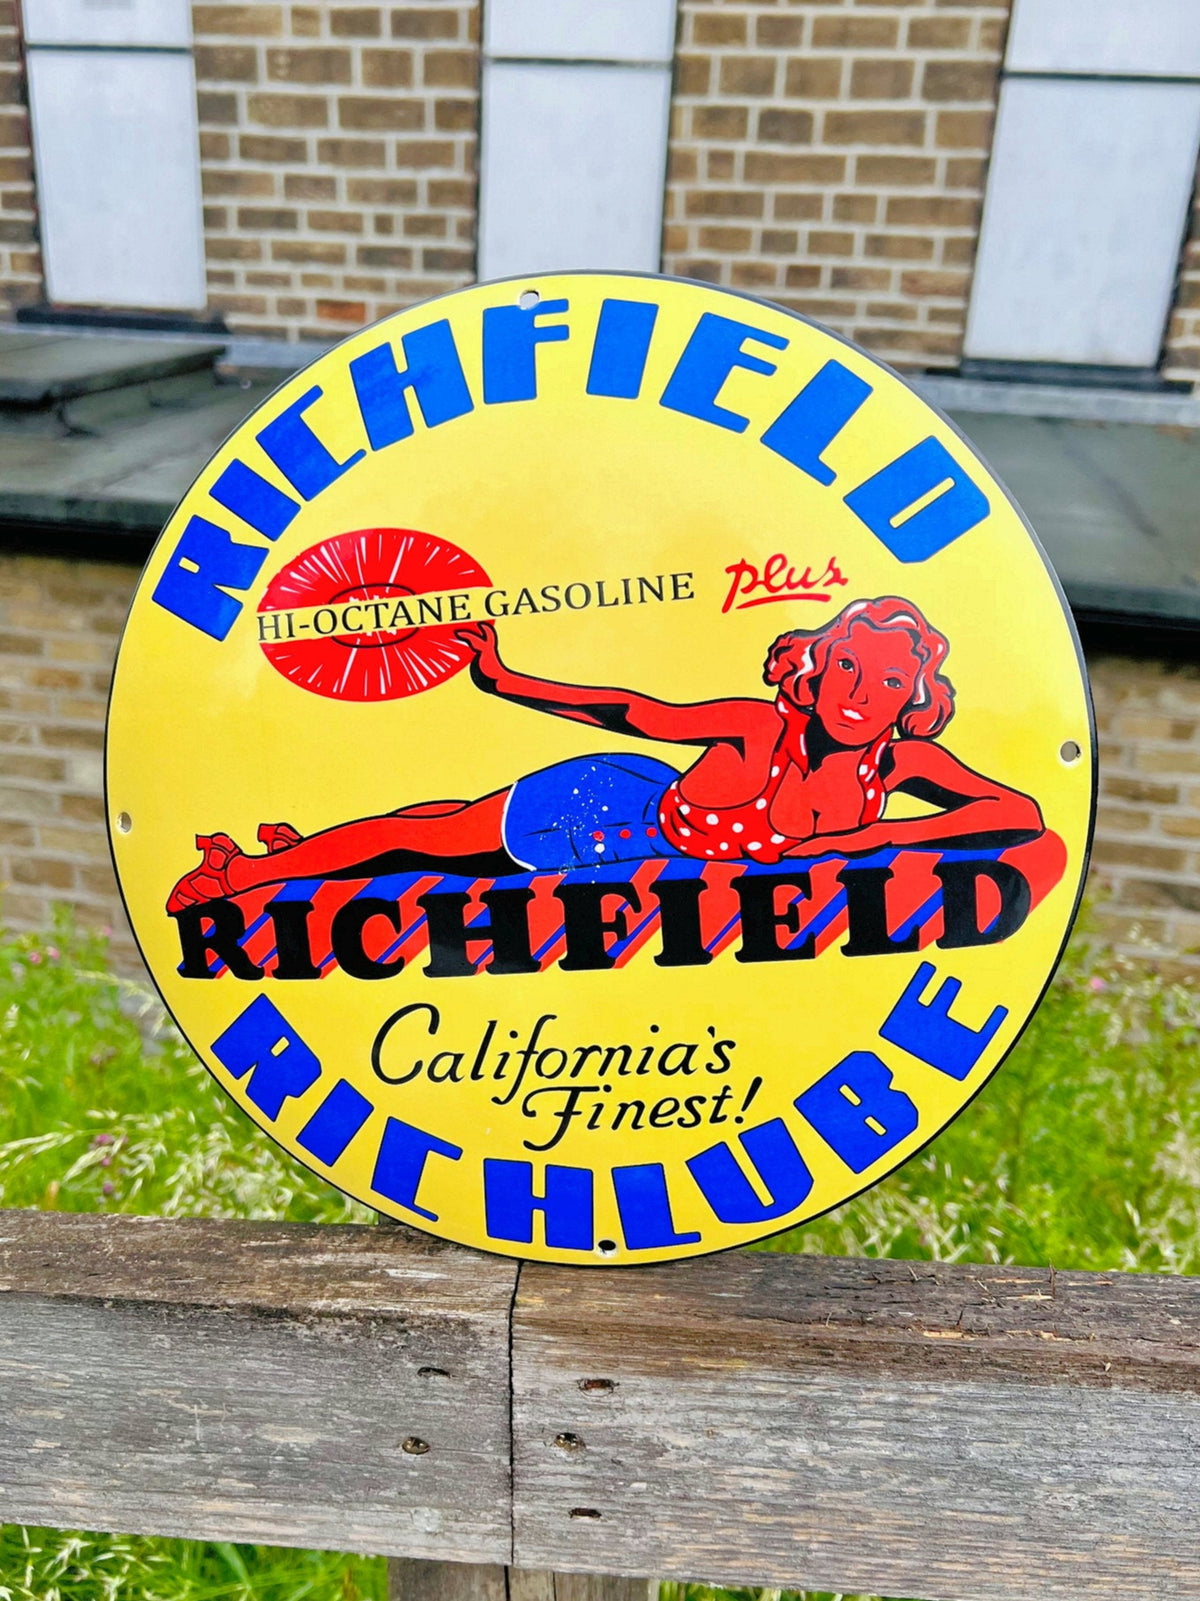 RICHFIELD
HI-OCTANE GASOLINE plus
RICHFIELD
California's
Finest!
RICHLUBE